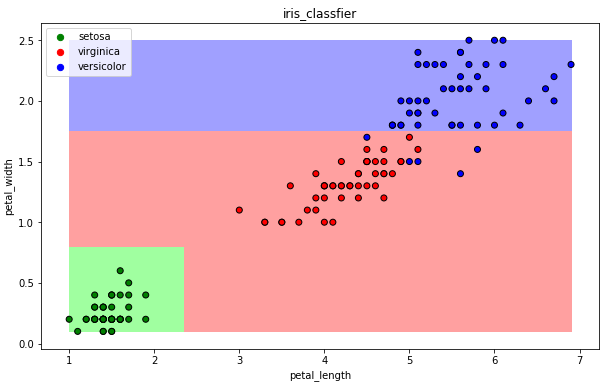 iris_classfier
setosa
virginica
versicolor
petal_width
2.5
2.0
1.5
1.0
0.5
0.0
1
2
3
4
5
6
7
petal_length